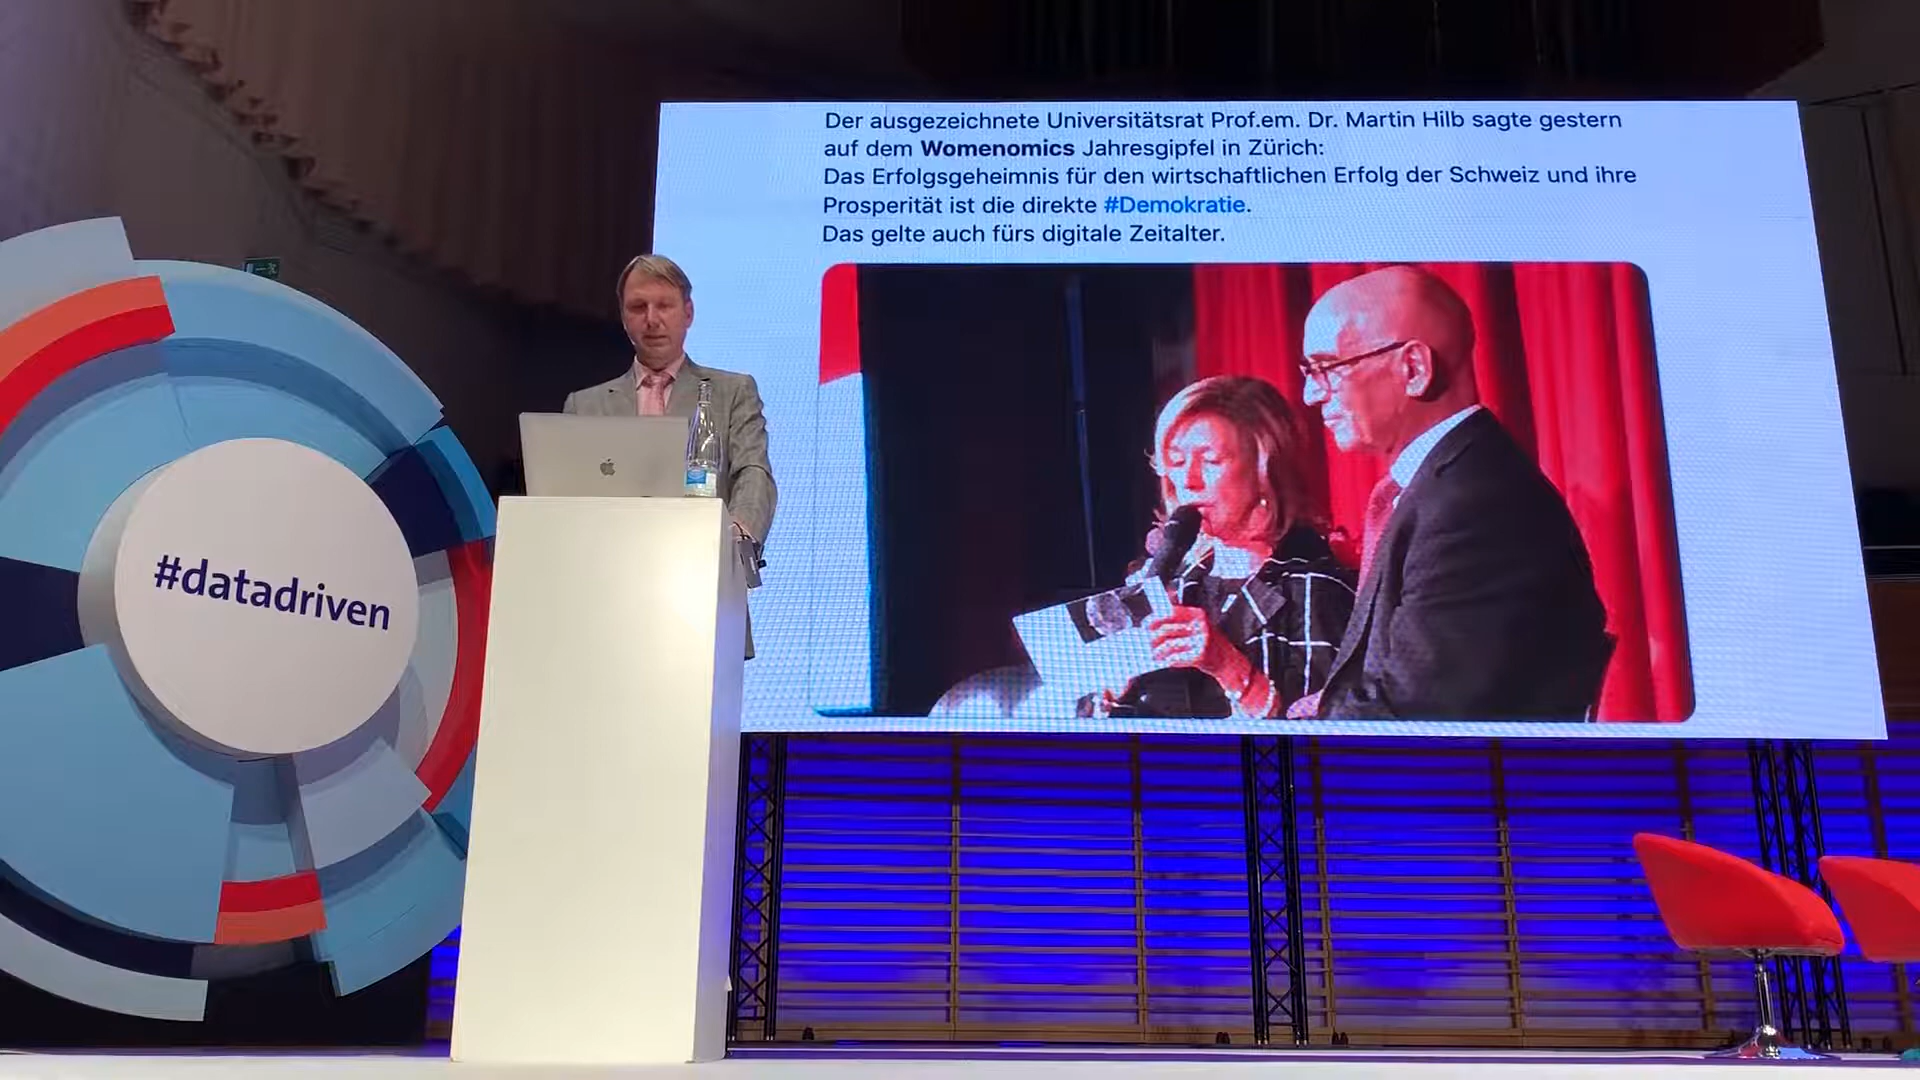 Der ausgezeichnete Universitätsrat Prof.em. Dr. Martin Hilb sagte gestern
auf dem Womenomics Jahresgipfel in Zürich:
Das Erfolgsgeheimnis für den wirtschaftlichen Erfolg der Schweiz und ihre
Prosperität ist die direkte #Demokratie.
Das gelte auch fürs digitale Zeitalter.
#datadriven